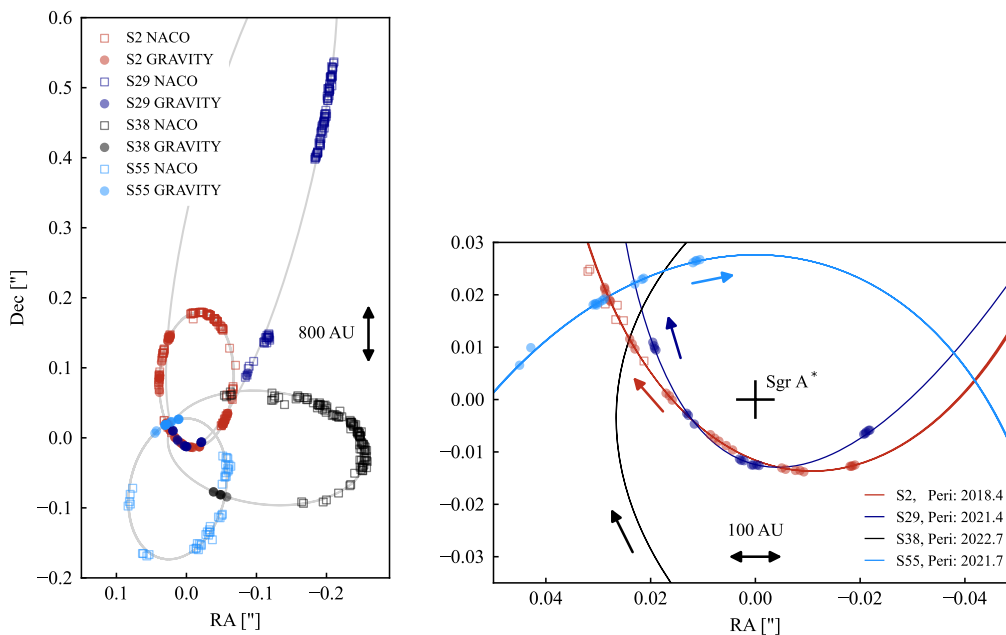 0.6
0.5
0.4
0.3
0.2
0.1
0.0
−0.1
−0.2
Dec ["]
S2 NACO
S2 GRAVITY
S29 NACO
S29 GRAVITY
S38 NACO
S38 GRAVITY
S55 NACO
S55 GRAVITY
800 AU
0.1
0.0
−0.1
−0.2
RA ["]
0.03
0.02
0.01
0.00
−0.01
−0.02
−0.03
Sgr A*
100 AU
S2, Peri: 2018.4
S29, Peri: 2021.4
S38, Peri: 2022.7
S55, Peri: 2021.7
0.04
0.02
0.00
−0.02
−0.04
RA ["]